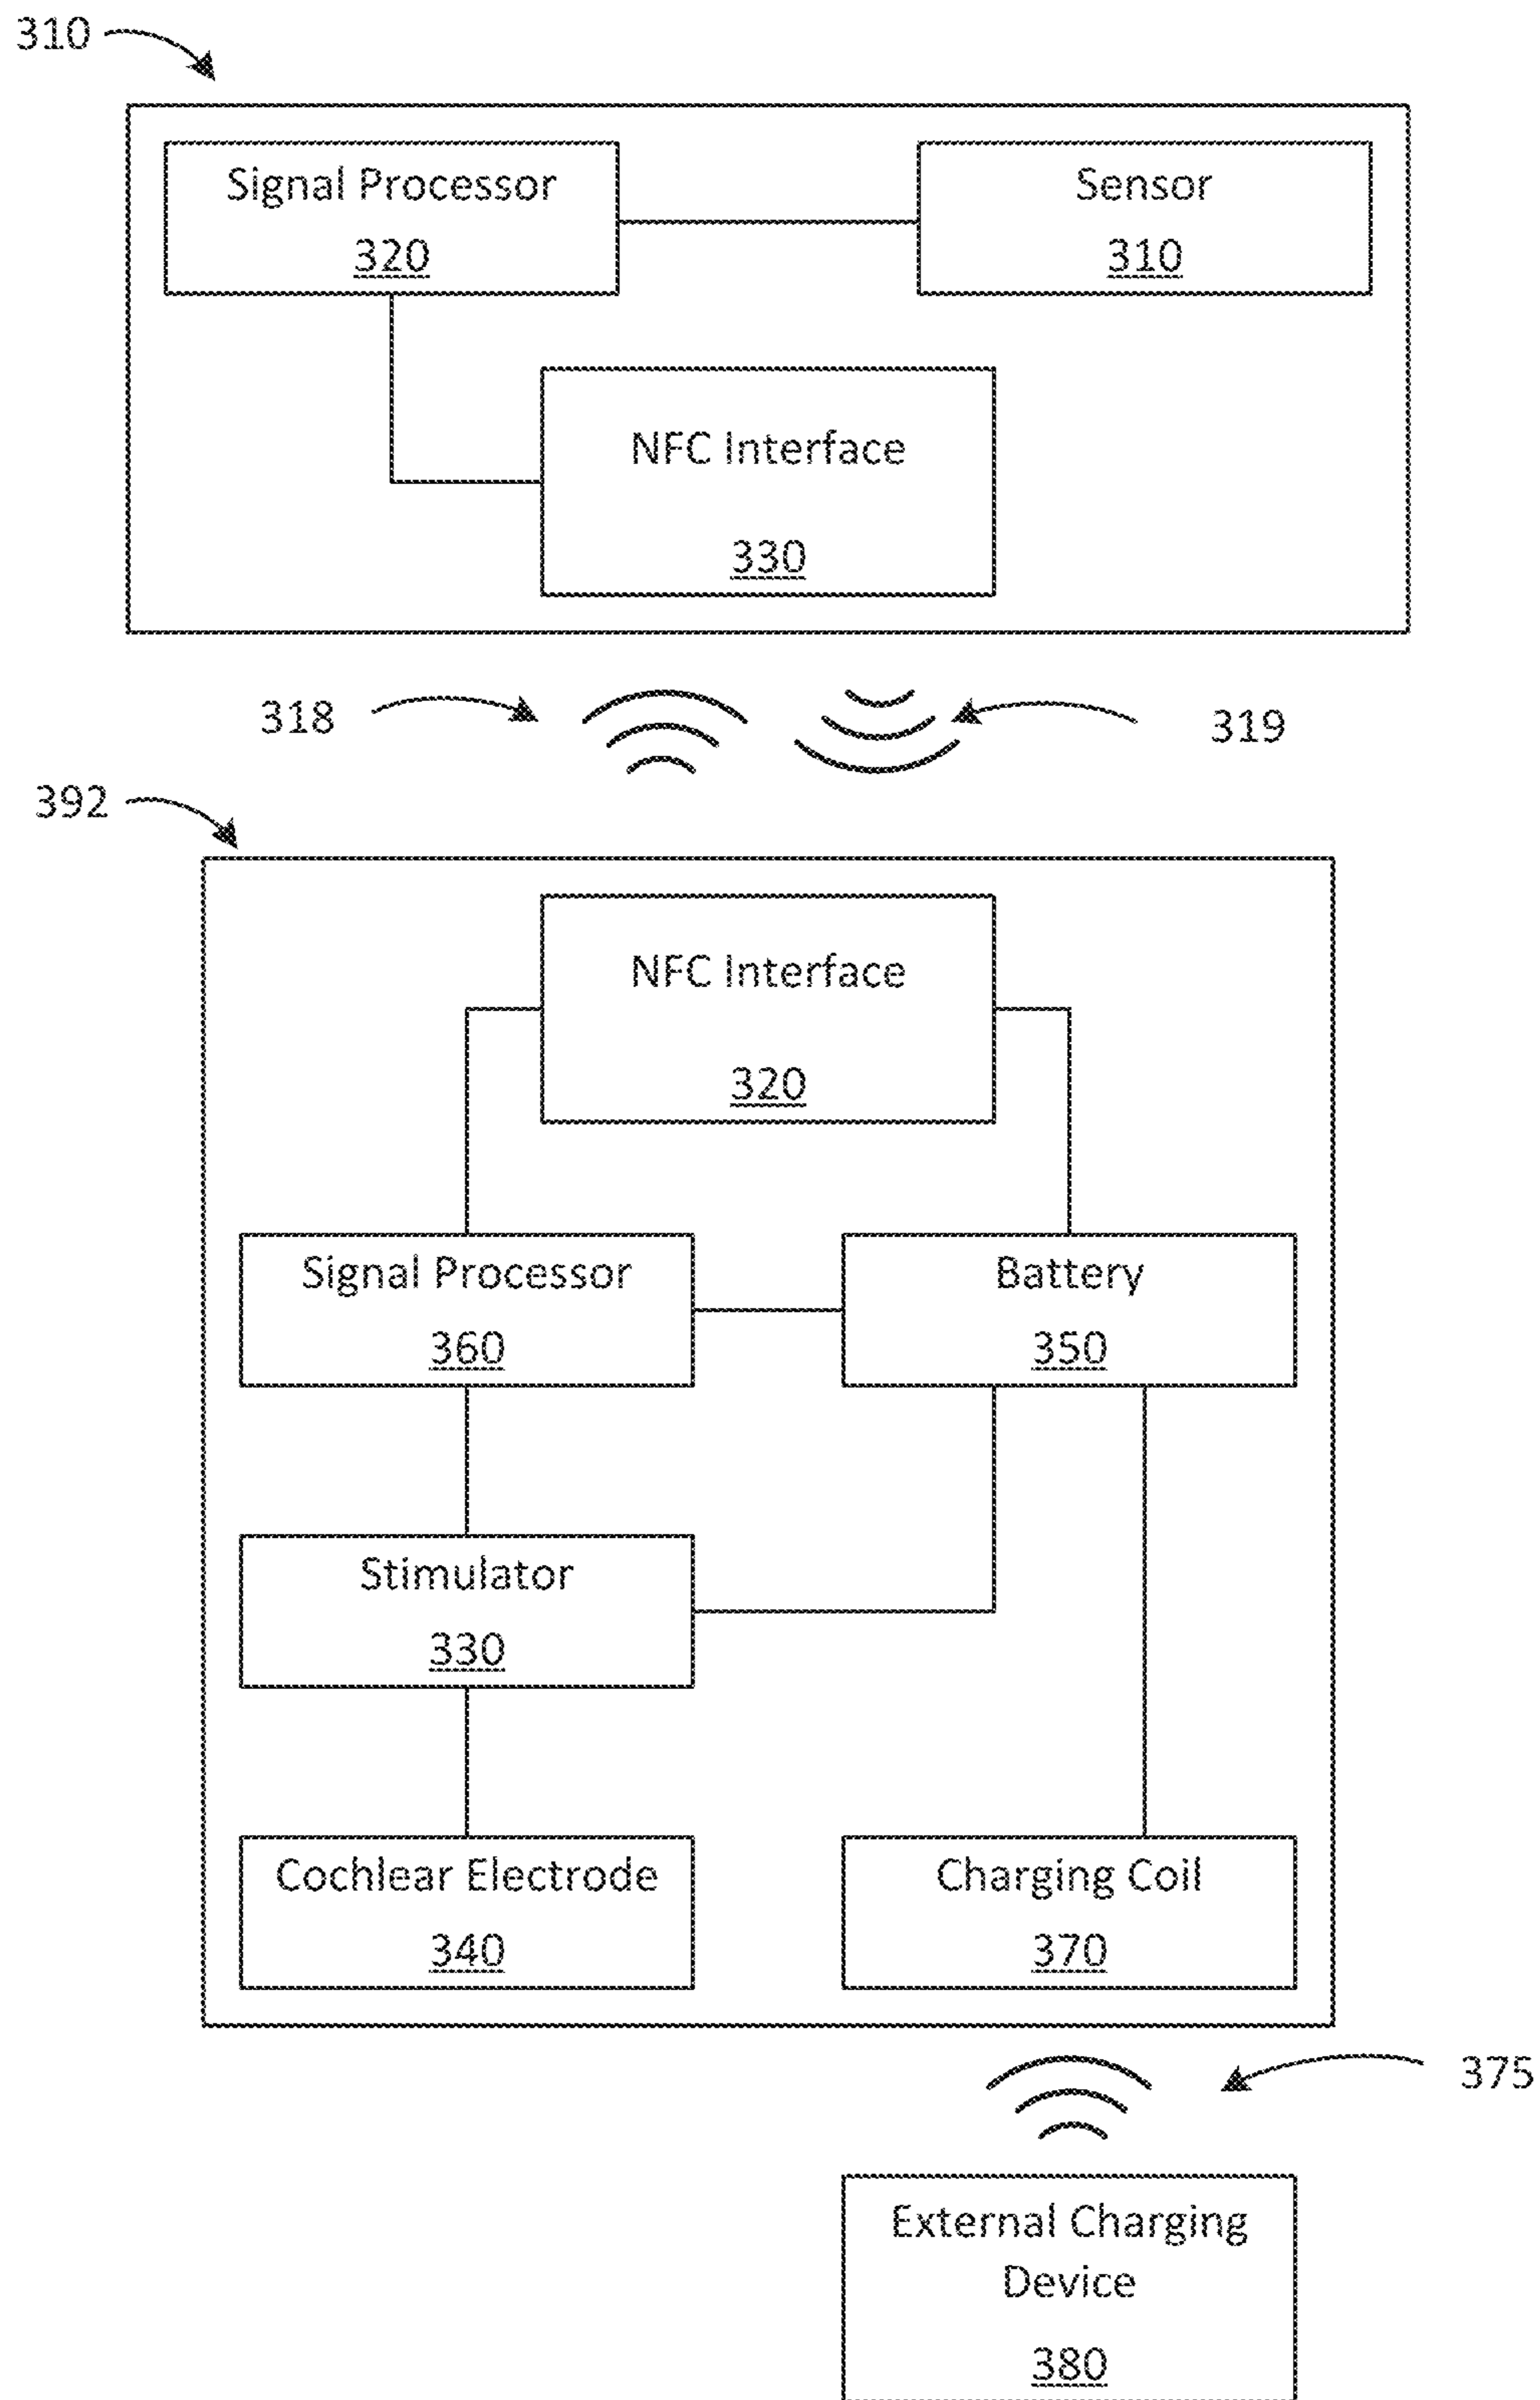 310
Signal Processor
320
Sensor
310
NFC Interface
330
318
319
392
NFC Interface
320
Signal Processor
360
Battery
350
Stimulator
330
Cochlear Electrode
340
Charging Coil
370
375
External Charging
Device
380